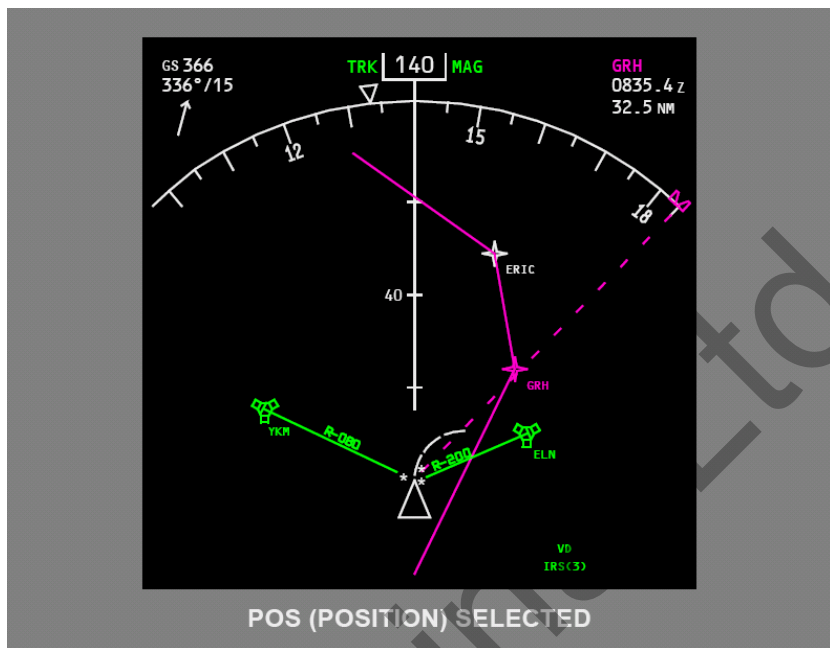 GS 366
336°/15
TRK 140 MAG
GRH
0835.4 Z
32.5 NM
12
15
18
ERIC
40
GRH
YKM
R-080
R-200
ELN
VD
IRS(3)
POS (POSITION) SELECTED